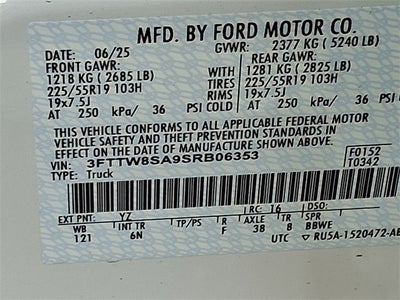 MFD. BY FORD MOTOR CO.
DATE: 06/25 GVWR: 2377 KG ( 5240 LB)
FRONT GAWR: REAR GAWR:
1218 KG ( 2685 LB) WITH 1281 KG ( 2825 LB) WITH
225/55R19 103H TIRES 225/55R19 103H TIRES
19x7.5J RIMS 19x7.5J RIMS
AT 250 kPa/ 36 PSI COLD AT 250 kPa/ 36 PSI COLD
THIS VEHICLE CONFORMS TO ALL APPLICABLE FEDERAL MOTOR
VEHICLE SAFETY AND THEFT PREVENTION STANDARDS IN EFFECT ON THE DATE OF MANUFACTURE SHOWN ABOVE.
VIN: 3FTTW8SA9SRB06353 F0152
TYPE: Truck T0342
EXT PNT: YZ RC: 16 DSO:
WB INT TR TP/PS R AXLE TR SPR
121 6N F 38 8 BBWE
UTC RU5A-1520472-AB